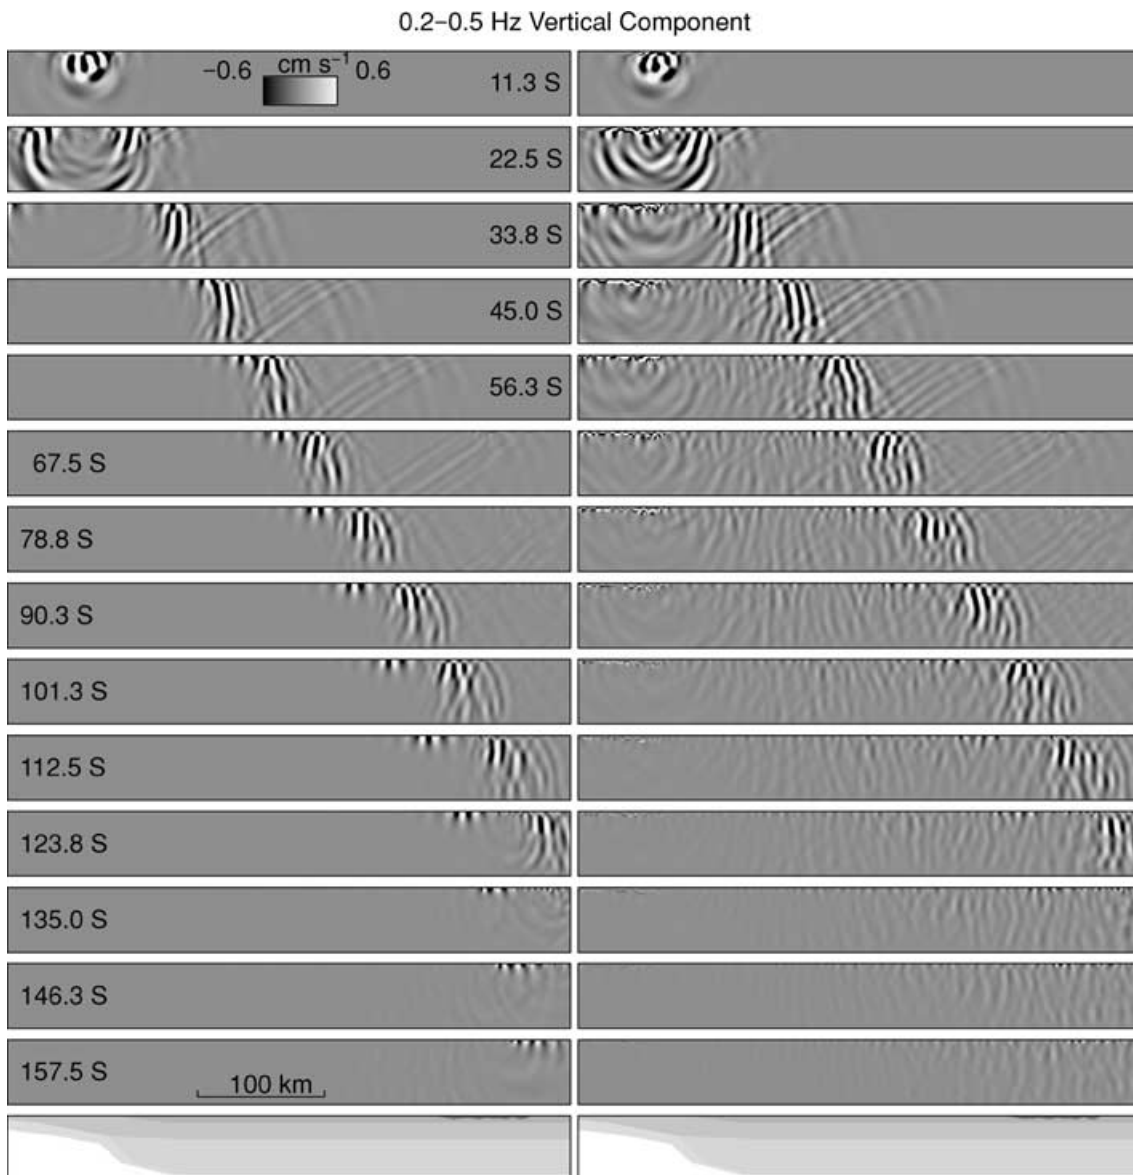 0.2–0.5 Hz Vertical Component
−0.6 cm s⁻¹ 0.6
11.3 S
22.5 S
33.8 S
45.0 S
56.3 S
67.5 S
78.8 S
90.3 S
101.3 S
112.5 S
123.8 S
135.0 S
146.3 S
157.5 S
100 km